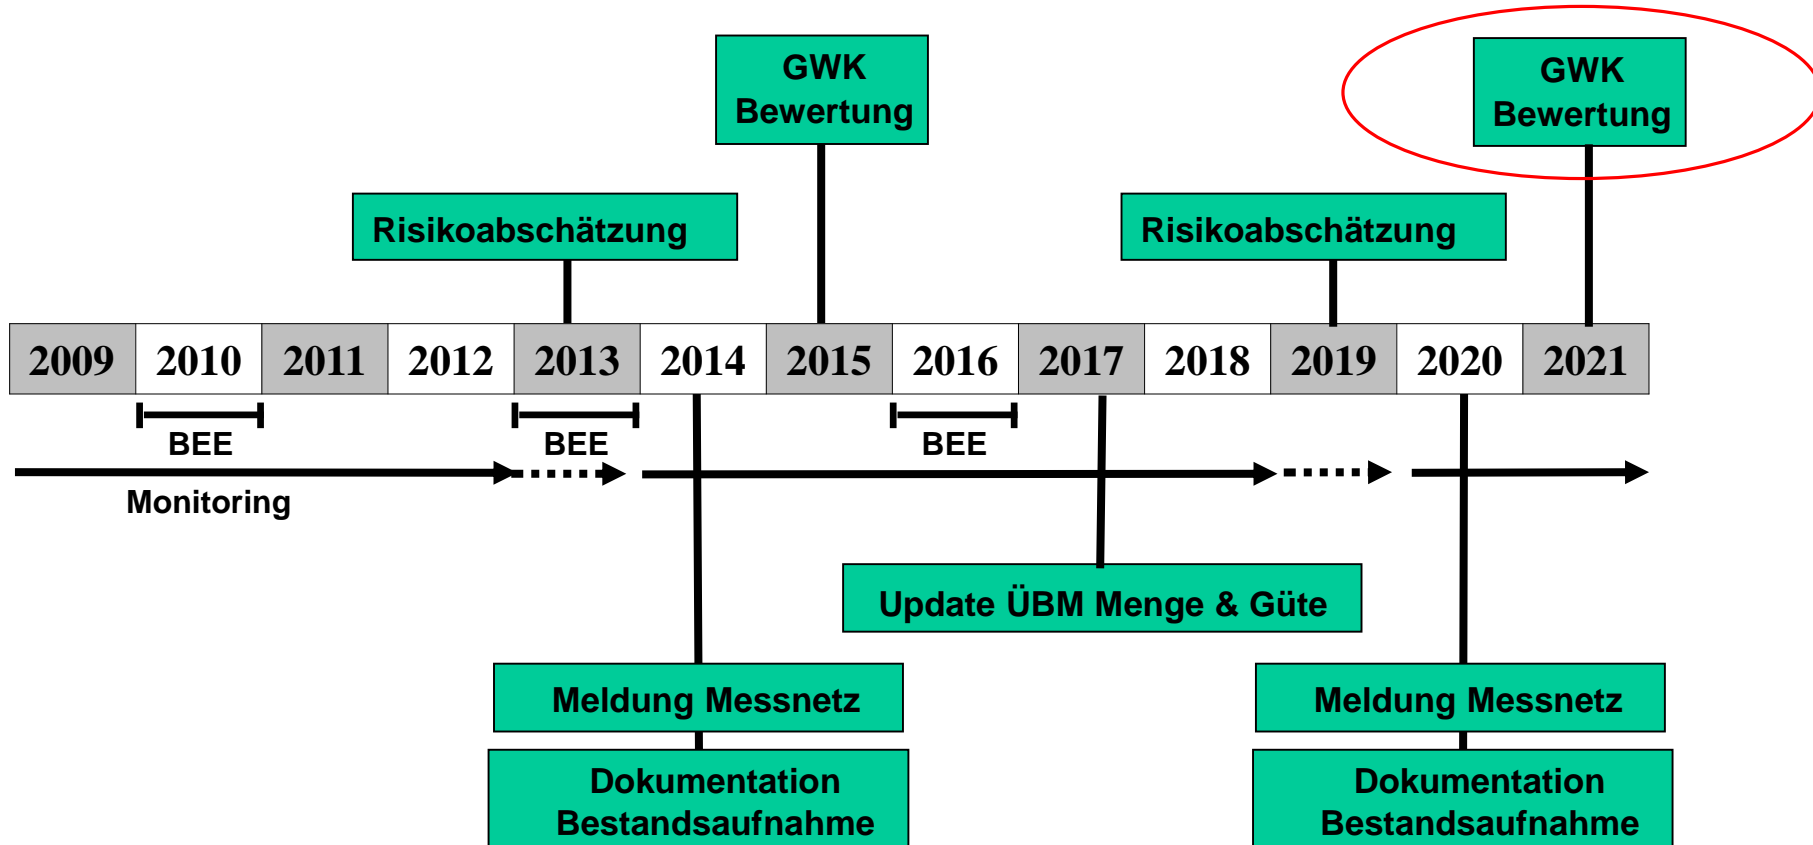 GWK
Bewertung
GWK
Bewertung
Risikoabschätzung
Risikoabschätzung
2009 2010 2011 2012 2013 2014 2015 2016 2017 2018 2019 2020 2021
BEE BEE BEE
Monitoring
Update ÜBM Menge & Güte
Meldung Messnetz
Meldung Messnetz
Dokumentation
Bestandsaufnahme
Dokumentation
Bestandsaufnahme